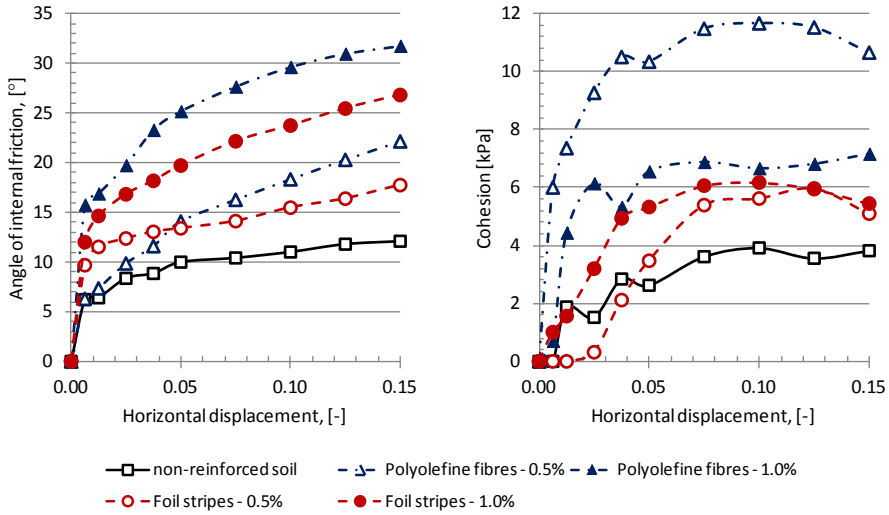 35
30
25
20
15
10
5
0
Angle of internal friction, [°]
0.00 0.05 0.10 0.15
Horizontal displacement, [-]
12
10
8
6
4
2
0
Cohesion [kPa]
0.00 0.05 0.10 0.15
Horizontal displacement, [-]
non-reinforced soil
Polyolefine fibres - 0.5%
Polyolefine fibres - 1.0%
Foil stripes - 0.5%
Foil stripes - 1.0%